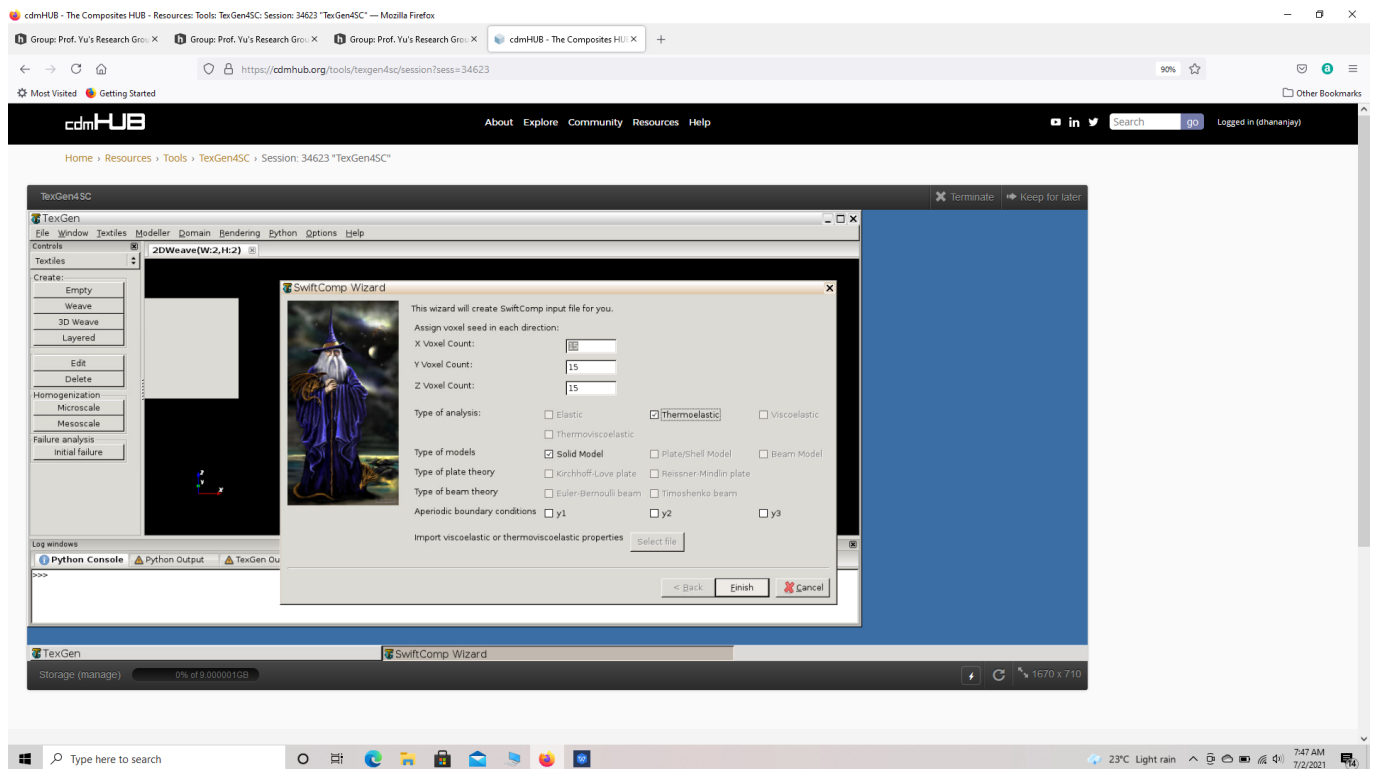 cdmHUB - The Composites HUB - Resources: Tools: TexGen4SC: Session: 34623 "TexGen4SC" — Mozilla Firefox
Group: Prof. Yu's Research Grou Group: Prof. Yu's Research Grou Group: Prof. Yu's Research Grou cdmHUB - The Composites HUB
https://cdmhub.org/tools/texgen4sc/session?sess=34623 90%
Most Visited Getting Started Other Bookmarks
cdmHUB About Explore Community Resources Help Search go Logged in (dhananjay)
Home › Resources › Tools › TexGen4SC › Session: 34623 "TexGen4SC"
TexGen4SC Terminate Keep for later
TexGen
File Window Textiles Modeller Domain Rendering Python Options Help
Controls 2DWeave(W:2,H:2)
Textiles
Create:
Empty
Weave
3D Weave
Layered
Edit
Delete
Homogenization
Microscale
Mesoscale
Failure analysis
Initial failure
z
y
x
SwiftComp Wizard
This wizard will create SwiftComp input file for you.
Assign voxel seed in each direction:
X Voxel Count:
Y Voxel Count: 15
Z Voxel Count: 15
Type of analysis: Elastic Thermoelastic Viscoelastic
Thermoviscoelastic
Type of models Solid Model Plate/Shell Model Beam Model
Type of plate theory Kirchhoff-Love plate Reissner-Mindlin plate
Type of beam theory Euler-Bernoulli beam Timoshenko beam
Aperiodic boundary conditions y1 y2 y3
Import viscoelastic or thermoviscoelastic properties Select file
< Back Finish Cancel
Log windows
Python Console Python Output TexGen Ou
>>>
TexGen SwiftComp Wizard
Storage (manage) 0% of 9.000001GB 1670 x 710
Type here to search 23°C Light rain 7:47 AM
7/2/2021 14